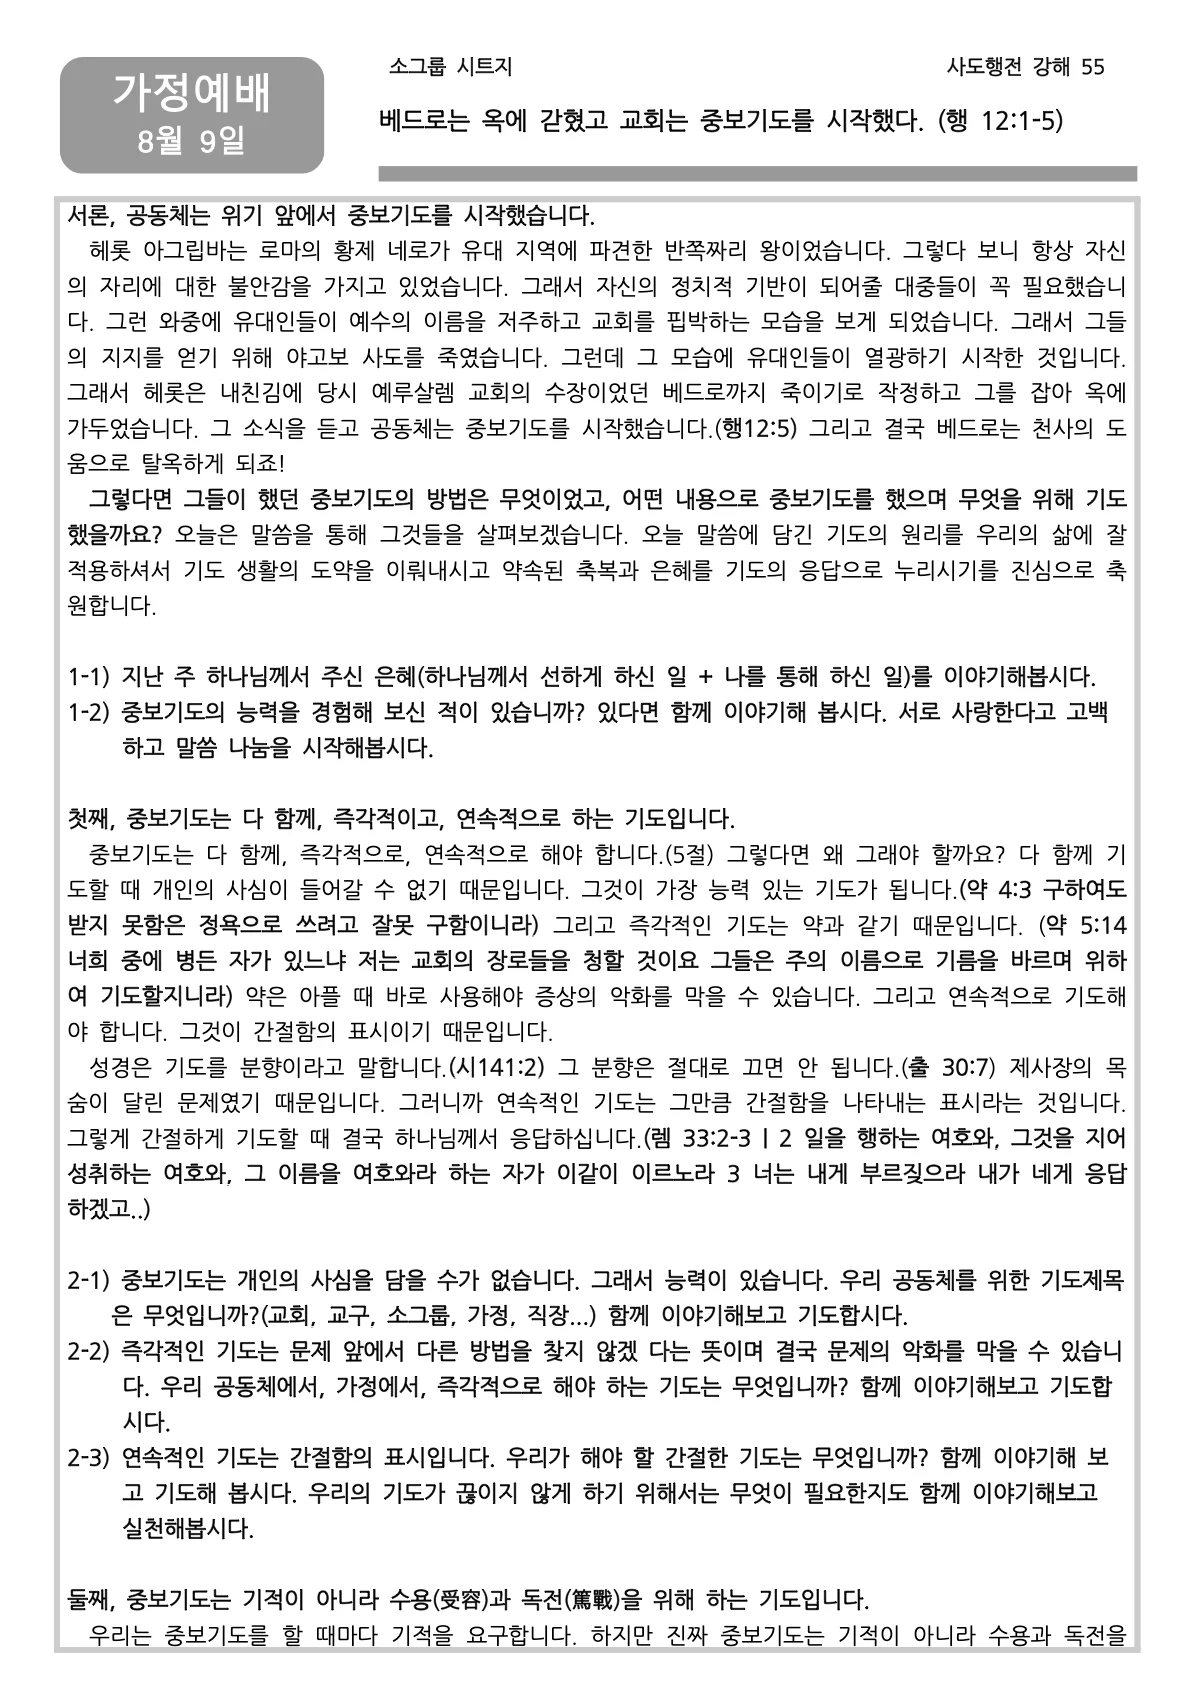 가정예배
8월 9일
소그룹 시트지
사도행전 강해 55
베드로는 옥에 갇혔고 교회는 중보기도를 시작했다. (행 12:1-5)
서론, 공동체는 위기 앞에서 중보기도를 시작했습니다.
헤롯 아그립바는 로마의 황제 네로가 유대 지역에 파견한 반쪽짜리 왕이었습니다. 그렇다 보니 항상 자신
의 자리에 대한 불안감을 가지고 있었습니다. 그래서 자신의 정치적 기반이 되어줄 대중들이 꼭 필요했습니
다. 그런 와중에 유대인들이 예수의 이름을 저주하고 교회를 핍박하는 모습을 보게 되었습니다. 그래서 그들
의 지지를 얻기 위해 야고보 사도를 죽였습니다. 그런데 그 모습에 유대인들이 열광하기 시작한 것입니다.
그래서 헤롯은 내친김에 당시 예루살렘 교회의 수장이었던 베드로까지 죽이기로 작정하고 그를 잡아 옥에
가두었습니다. 그 소식을 듣고 공동체는 중보기도를 시작했습니다.(행12:5) 그리고 결국 베드로는 천사의 도
움으로 탈옥하게 되죠!
그렇다면 그들이 했던 중보기도의 방법은 무엇이었고, 어떤 내용으로 중보기도를 했으며 무엇을 위해 기도
했을까요? 오늘은 말씀을 통해 그것들을 살펴보겠습니다. 오늘 말씀에 담긴 기도의 원리를 우리의 삶에 잘
적용하셔서 기도 생활의 도약을 이뤄내시고 약속된 축복과 은혜를 기도의 응답으로 누리시기를 진심으로 축
원합니다.
1-1) 지난 주 하나님께서 주신 은혜(하나님께서 선하게 하신 일 + 나를 통해 하신 일)를 이야기해봅시다.
1-2) 중보기도의 능력을 경험해 보신 적이 있습니까? 있다면 함께 이야기해 봅시다. 서로 사랑한다고 고백
하고 말씀 나눔을 시작해봅시다.
첫째, 중보기도는 다 함께, 즉각적이고, 연속적으로 하는 기도입니다.
중보기도는 다 함께, 즉각적으로, 연속적으로 해야 합니다.(5절) 그렇다면 왜 그래야 할까요? 다 함께 기
도할 때 개인의 사심이 들어갈 수 없기 때문입니다. 그것이 가장 능력 있는 기도가 됩니다.(약 4:3 구하여도
받지 못함은 정욕으로 쓰려고 잘못 구함이니라) 그리고 즉각적인 기도는 약과 같기 때문입니다. (약 5:14
너희 중에 병든 자가 있느냐 저는 교회의 장로들을 청할 것이요 그들은 주의 이름으로 기름을 바르며 위하
여 기도할지니라) 약은 아플 때 바로 사용해야 증상의 악화를 막을 수 있습니다. 그리고 연속적으로 기도해
야 합니다. 그것이 간절함의 표시이기 때문입니다.
성경은 기도를 분향이라고 말합니다.(시141:2) 그 분향은 절대로 끄면 안 됩니다.(출 30:7) 제사장의 목
숨이 달린 문제였기 때문입니다. 그러니까 연속적인 기도는 그만큼 간절함을 나타내는 표시라는 것입니다.
그렇게 간절하게 기도할 때 결국 하나님께서 응답하십니다.(렘 33:2-3 | 2 일을 행하는 여호와, 그것을 지어
성취하는 여호와, 그 이름을 여호와라 하는 자가 이같이 이르노라 3 너는 내게 부르짖으라 내가 네게 응답
하겠고..)
2-1) 중보기도는 개인의 사심을 담을 수가 없습니다. 그래서 능력이 있습니다. 우리 공동체를 위한 기도제목
은 무엇입니까?(교회, 교구, 소그룹, 가정, 직장...) 함께 이야기해보고 기도합시다.
2-2) 즉각적인 기도는 문제 앞에서 다른 방법을 찾지 않겠 다는 뜻이며 결국 문제의 악화를 막을 수 있습니
다. 우리 공동체에서, 가정에서, 즉각적으로 해야 하는 기도는 무엇입니까? 함께 이야기해보고 기도합
시다.
2-3) 연속적인 기도는 간절함의 표시입니다. 우리가 해야 할 간절한 기도는 무엇입니까? 함께 이야기해 보
고 기도해 봅시다. 우리의 기도가 끊이지 않게 하기 위해서는 무엇이 필요한지도 함께 이야기해보고
실천해봅시다.
둘째, 중보기도는 기적이 아니라 수용(受容)과 독전(篤戰)을 위해 하는 기도입니다.
우리는 중보기도를 할 때마다 기적을 요구합니다. 하지만 진짜 중보기도는 기적이 아니라 수용과 독전을